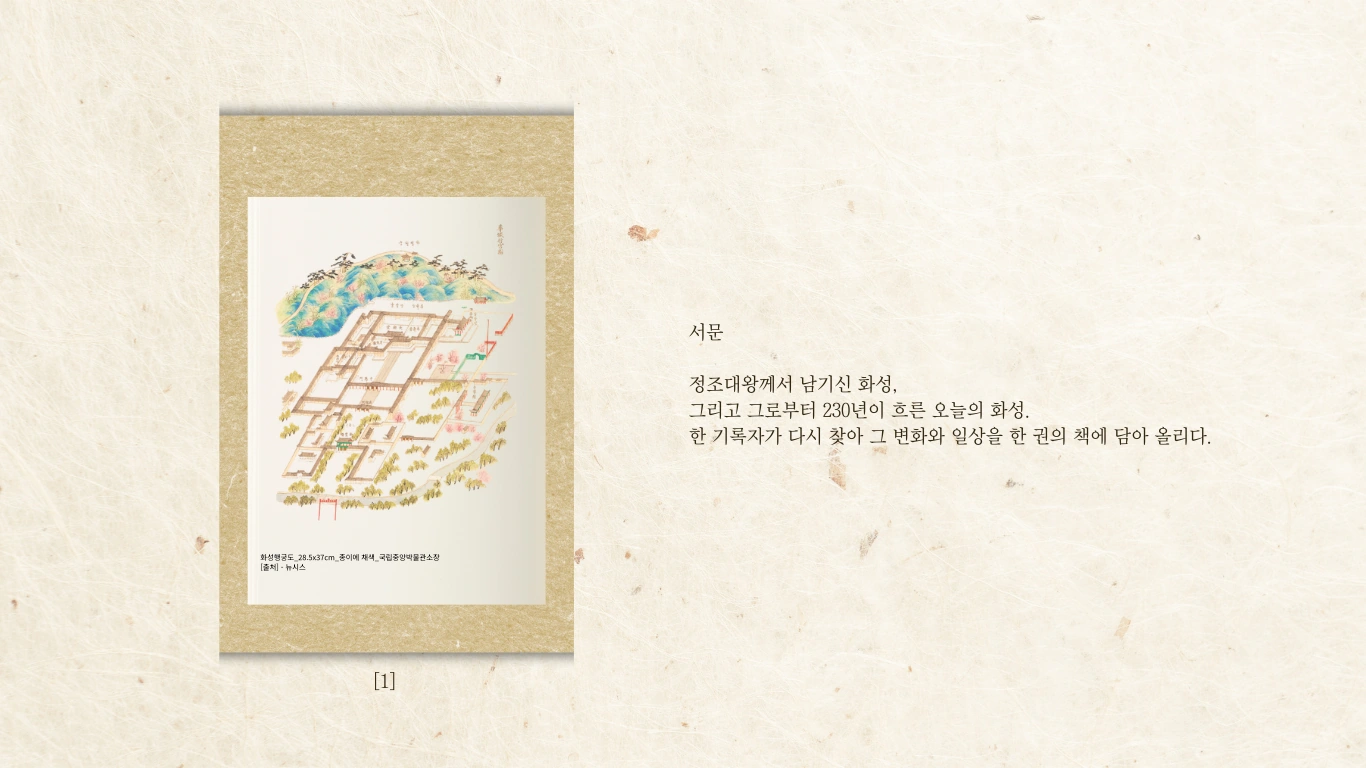 화성행궁도_28.5x37cm_종이에 채색_국립중앙박물관소장
[출처] - 뉴시스
[1]
서문
정조대왕께서 남기신 화성,
그리고 그로부터 230년이 흐른 오늘의 화성.
한 기록자가 다시 찾아 그 변화와 일상을 한 권의 책에 담아 올리다.